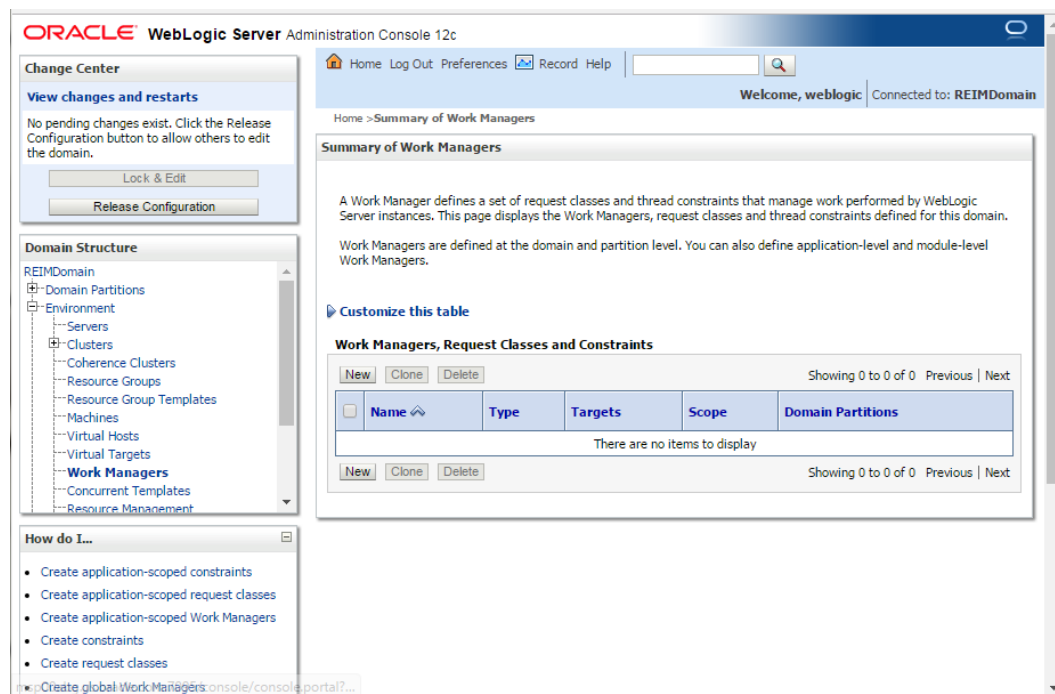 ORACLE WebLogic Server Administration Console 12c
Change Center
View changes and restarts
No pending changes exist. Click the Release
Configuration button to allow others to edit
the domain.
Lock & Edit
Release Configuration
Domain Structure
REIMDomain
Domain Partitions
Environment
Servers
Clusters
Coherence Clusters
Resource Groups
Resource Group Templates
Machines
Virtual Hosts
Virtual Targets
Work Managers
Concurrent Templates
Resource Management
How do I...
Create application-scoped constraints
Create application-scoped request classes
Create application-scoped Work Managers
Create constraints
Create request classes
Create global Work Managers
console/console.portal?...
Home Log Out Preferences Record Help
Welcome, weblogic Connected to: REIMDomain
Home >Summary of Work Managers
Summary of Work Managers
A Work Manager defines a set of request classes and thread constraints that manage work performed by WebLogic
Server instances. This page displays the Work Managers, request classes and thread constraints defined for this domain.
Work Managers are defined at the domain and partition level. You can also define application-level and module-level
Work Managers.
Customize this table
Work Managers, Request Classes and Constraints
New Clone Delete Showing 0 to 0 of 0 Previous | Next
Name Type Targets Scope Domain Partitions
There are no items to display
New Clone Delete Showing 0 to 0 of 0 Previous | Next